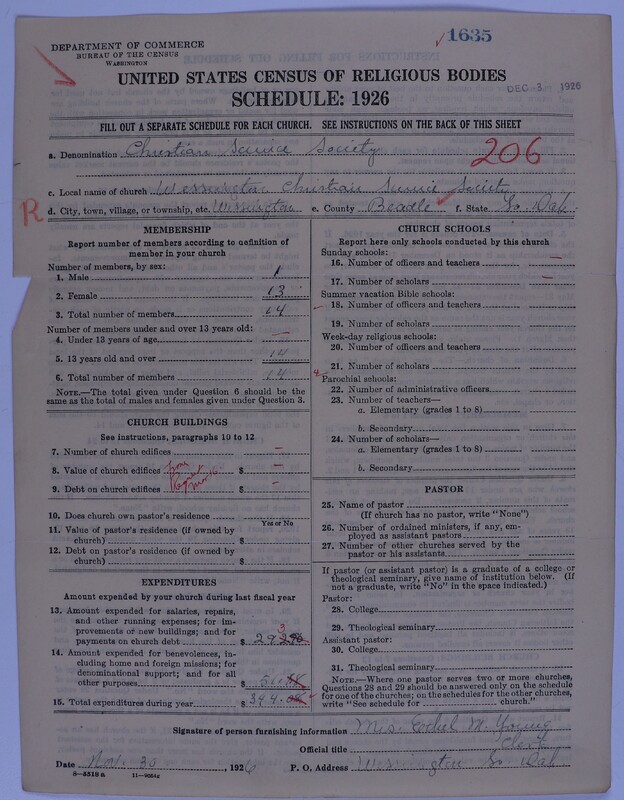 1635
DEPARTMENT OF COMMERCE
BUREAU OF THE CENSUS
WASHINGTON
UNITED STATES CENSUS OF RELIGIOUS BODIES
DEC 3 1926
SCHEDULE: 1926
FILL OUT A SEPARATE SCHEDULE FOR EACH CHURCH. SEE INSTRUCTIONS ON THE BACK OF THIS SHEET
a. Denomination Christian Science Society
206
c. Local name of church Wessington Christian Science Society
R
d. City, town, village, or township, etc. Wessington e. County Beadle f. State So. Dak.
MEMBERSHIP
Report number of members according to definition of member in your church
Number of members, by sex:
1. Male 1
2. Female 13
3. Total number of members 14
Number of members under and over 13 years old:
4. Under 13 years of age —
5. 13 years old and over 14
6. Total number of members 14
NOTE.—The total given under Question 6 should be the same as the total of males and females given under Question 3.
CHURCH BUILDINGS
See instructions, paragraphs 10 to 12
7. Number of church edifices —
8. Value of church edifices $ —
9. Debt on church edifices $ —
10. Does church own pastor's residence
Yes or No
11. Value of pastor's residence (if owned by church) $
12. Debt on pastor's residence (if owned by church) $
EXPENDITURES
Amount expended by your church during last fiscal year
13. Amount expended for salaries, repairs, and other running expenses; for improvements or new buildings; and for payments on church debt $
14. Amount expended for benevolences, including home and foreign missions; for denominational support; and for all other purposes $
15. Total expenditures during year $ 344.
CHURCH SCHOOLS
Report here only schools conducted by this church
Sunday schools:
16. Number of officers and teachers —
17. Number of scholars —
Summer vacation Bible schools:
18. Number of officers and teachers
19. Number of scholars
Week-day religious schools:
20. Number of officers and teachers
21. Number of scholars
Parochial schools:
22. Number of administrative officers
23. Number of teachers—
a. Elementary (grades 1 to 8)
b. Secondary
24. Number of scholars—
a. Elementary (grades 1 to 8)
b. Secondary
PASTOR
25. Name of pastor
(If church has no pastor, write "None")
26. Number of ordained ministers, if any, employed as assistant pastors
27. Number of other churches served by the pastor or his assistants
If pastor (or assistant pastor) is a graduate of a college or theological seminary, give name of institution below. (If not a graduate, write "No" in the space indicated.)
Pastor:
28. College
29. Theological seminary
Assistant pastor:
30. College
31. Theological seminary
NOTE.—Where one pastor serves two or more churches, Questions 28 and 29 should be answered only on the schedule for one of the churches; on the schedules for the other churches, write "See schedule for church."
Signature of person furnishing information Mrs. Ethel M. Young
Official title Clerk
Date Nov. 30, 1926 P. O. Address Wessington So. Dak
8-5518 a 11-9664c